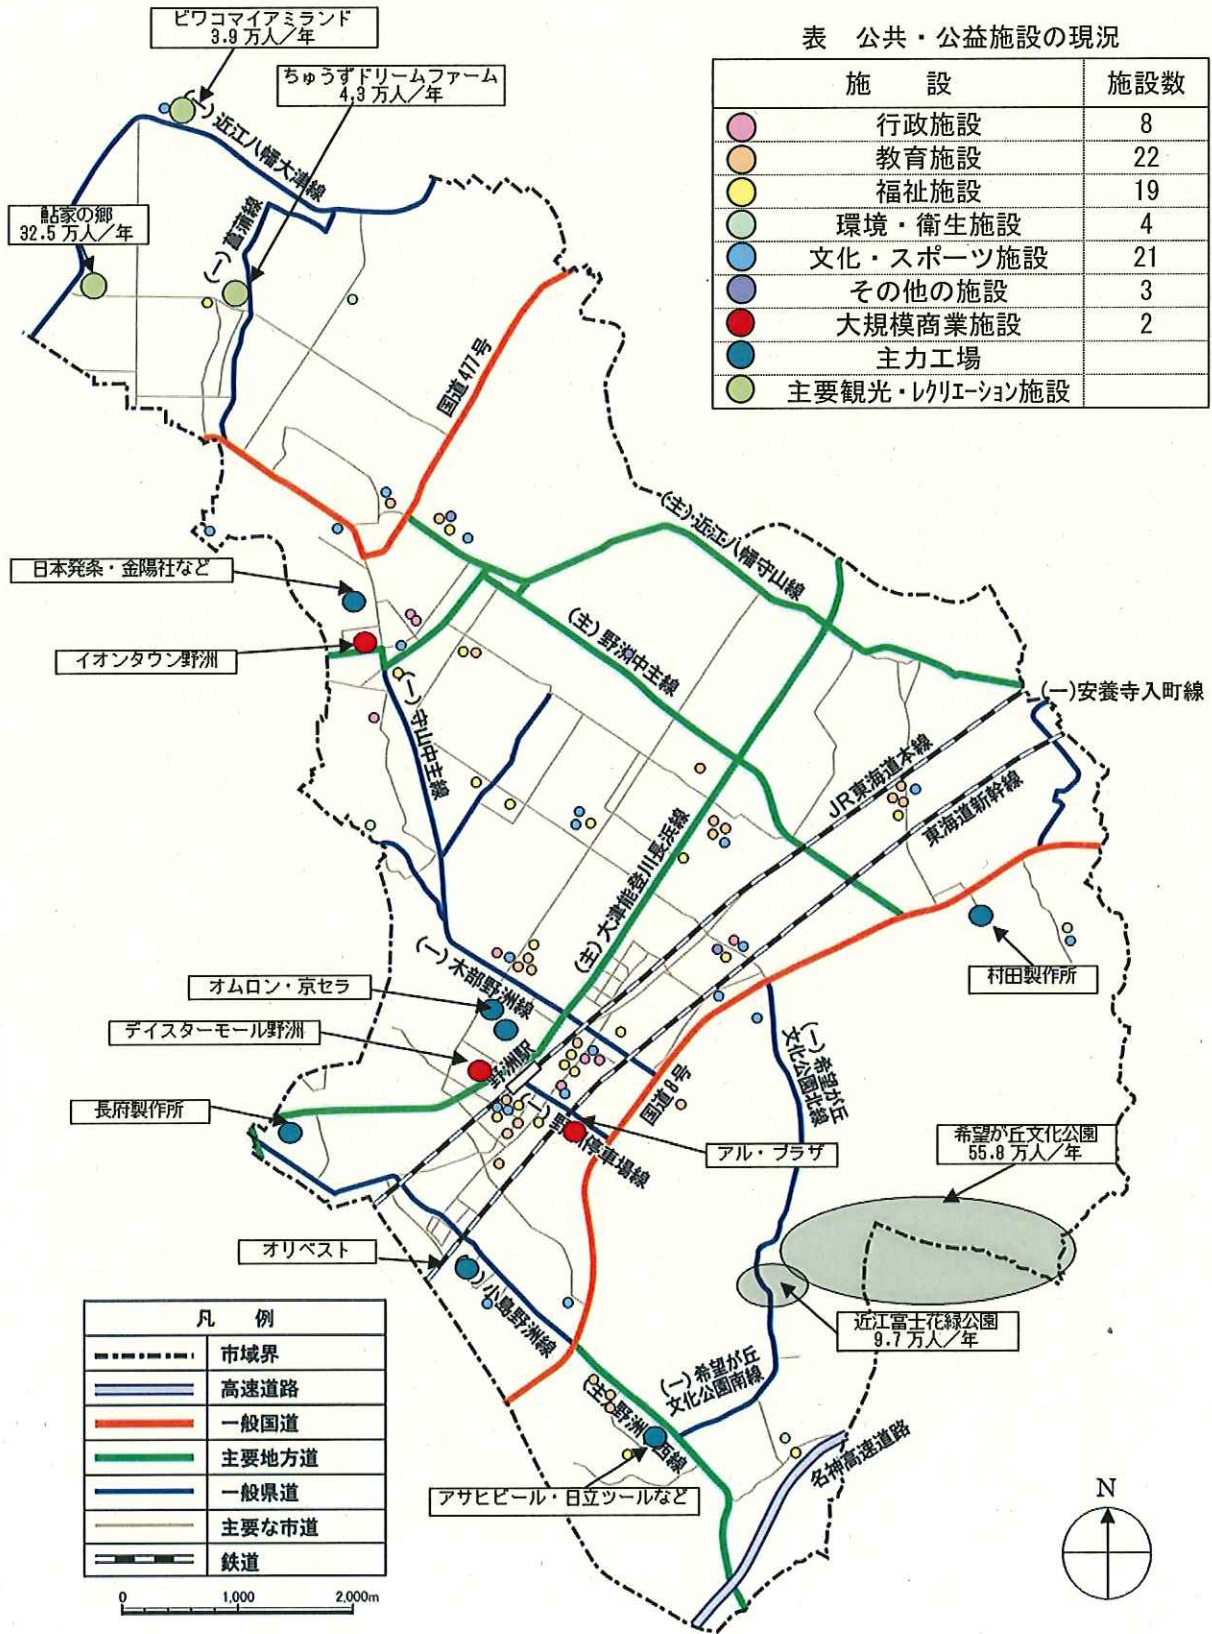 ビワコマイアミランド
3.9万人/年
ちゅうずドリームファーム
4,3万人/年
鮎家の郷
32.5万人/年
表　公共・公益施設の現況
施　設　施設数
行政施設　8
教育施設　22
福祉施設　19
環境・衛生施設　4
文化・スポーツ施設　21
その他の施設　3
大規模商業施設　2
主力工場
主要観光・レクリエーション施設
(一)近江八幡大津線
(一)菖蒲線
国道477号
(主)近江八幡守山線
日本発条・金陽社など
(主)野洲中主線
イオンタウン野洲
(一)安養寺入町線
(一)守山中主線
JR東海道本線
東海道新幹線
(主)大津能登川長浜線
(一)木部野洲線
村田製作所
オムロン・京セラ
デイスターモール野洲
野洲駅
(一)希望が丘
文化公園北線
国道8号
長府製作所
停車場線
アル・プラザ
希望が丘文化公園
55.8万人/年
オリベスト
小島野洲線
近江富士花緑公園
9.7万人/年
(一)希望が丘
文化公園南線
(主)野洲
西線
名神高速道路
アサヒビール・日立ツールなど
凡　例
市域界
高速道路
一般国道
主要地方道
一般県道
主要な市道
鉄道
0　1,000　2,000m
N